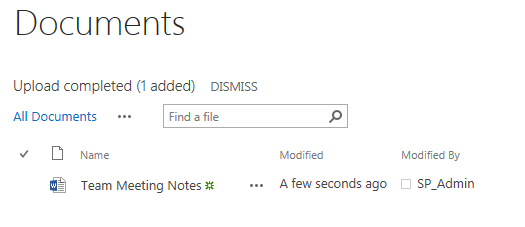 Documents
Upload completed (1 added) DISMISS
All Documents ••• Find a file
✓ Name Modified Modified By
Team Meeting Notes ••• A few seconds ago SP_Admin